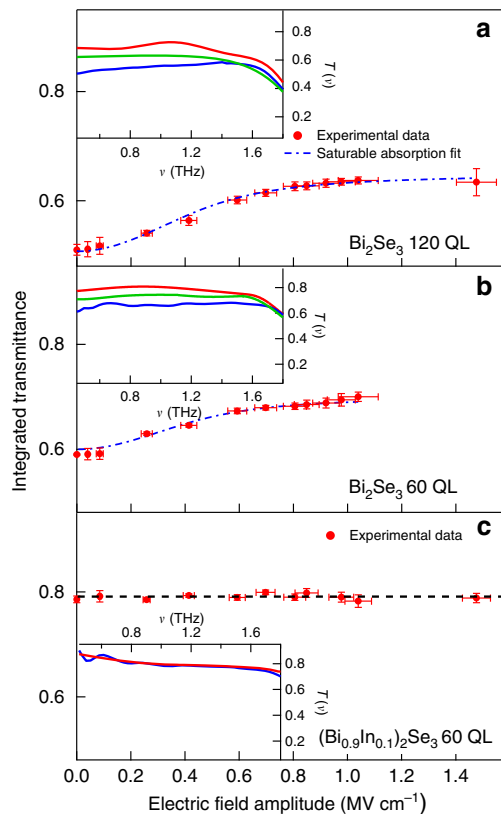 a
0.8
0.6
0.4
0.2
T (ν)
0.8 1.2 1.6
ν (THz)
Experimental data
Saturable absorption fit
0.8
0.6
Bi2Se3 120 QL
b
0.8
0.6
0.4
0.2
T (ν)
0.8 1.2 1.6
ν (THz)
0.8
0.6
Bi2Se3 60 QL
Integrated transmittance
c
Experimental data
0.8
0.6
ν (THz)
0.8 1.2 1.6
0.8
0.6
0.4
0.2
T (ν)
(Bi0.9In0.1)2Se3 60 QL
0.0 0.2 0.4 0.6 0.8 1.0 1.2 1.4
Electric field amplitude (MV cm−1)